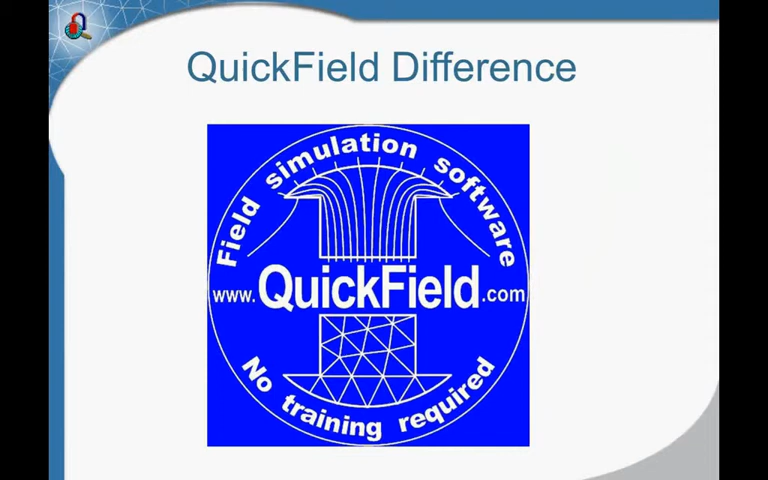 QuickField Difference
Field simulation software
www.QuickField.com
No training required